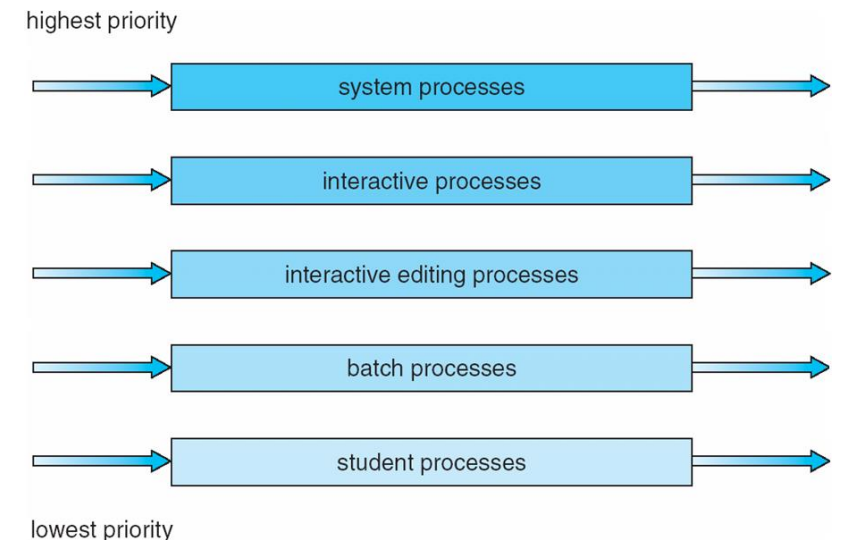 highest priority
system processes
interactive processes
interactive editing processes
batch processes
student processes
lowest priority